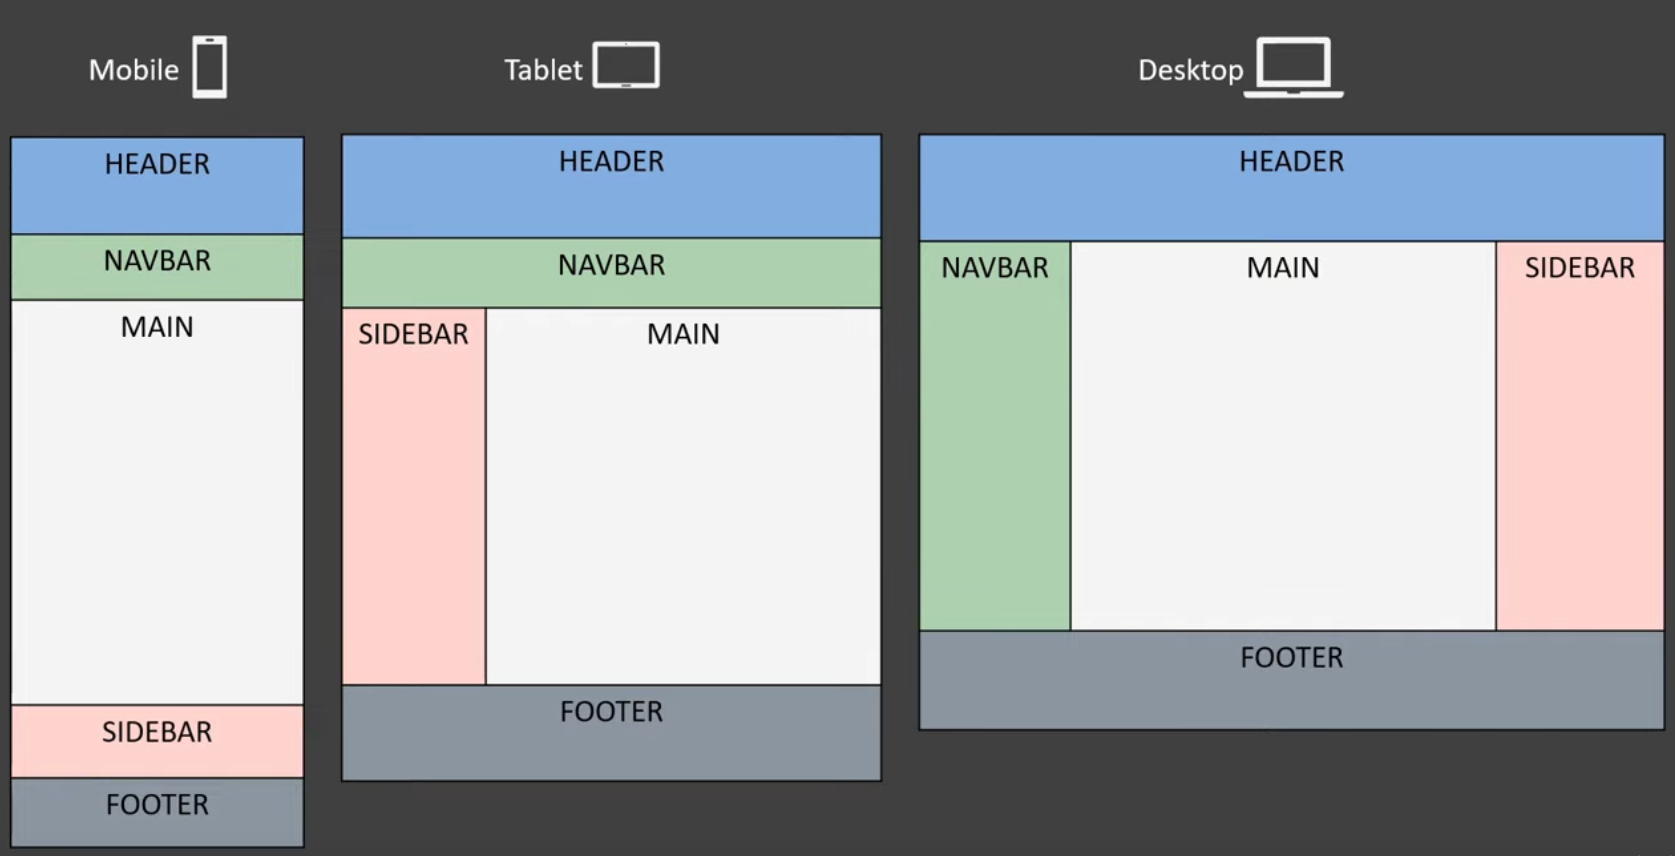 Mobile
HEADER
NAVBAR
MAIN
SIDEBAR
FOOTER
Tablet
HEADER
NAVBAR
SIDEBAR MAIN
FOOTER
Desktop
HEADER
NAVBAR MAIN SIDEBAR
FOOTER